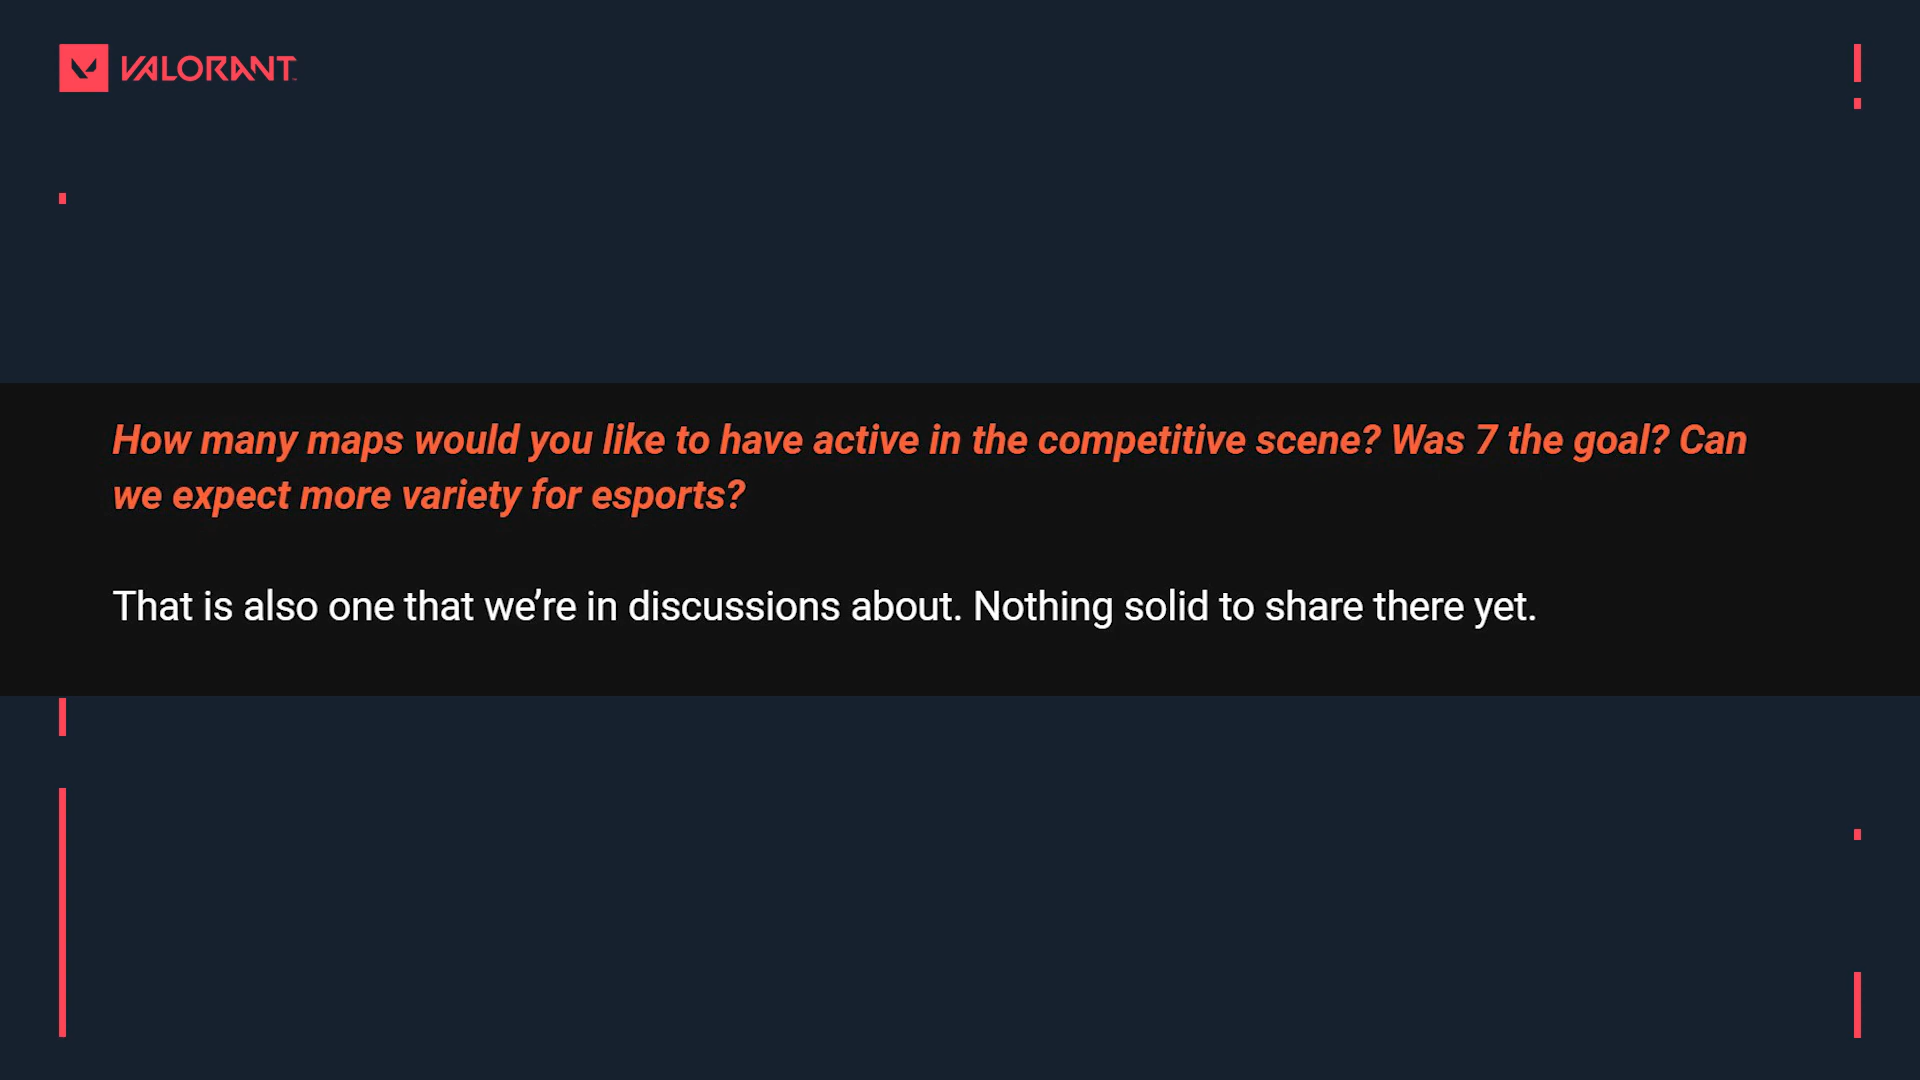 VALORANT
How many maps would you like to have active in the competitive scene? Was 7 the goal? Can
we expect more variety for esports?
That is also one that we’re in discussions about. Nothing solid to share there yet.